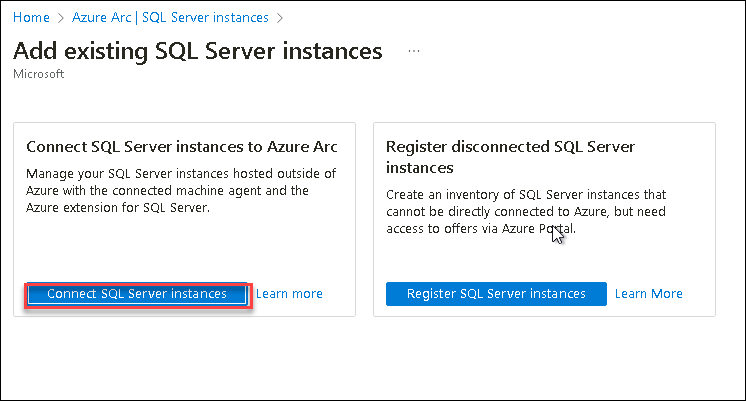 Home > Azure Arc | SQL Server instances >
Add existing SQL Server instances ...
Microsoft
Connect SQL Server instances to Azure Arc
Manage your SQL Server instances hosted outside of
Azure with the connected machine agent and the
Azure extension for SQL Server.
Connect SQL Server instances
Learn more
Register disconnected SQL Server
instances
Create an inventory of SQL Server instances that
cannot be directly connected to Azure, but need
access to offers via Azure Portal.
Register SQL Server instances
Learn More